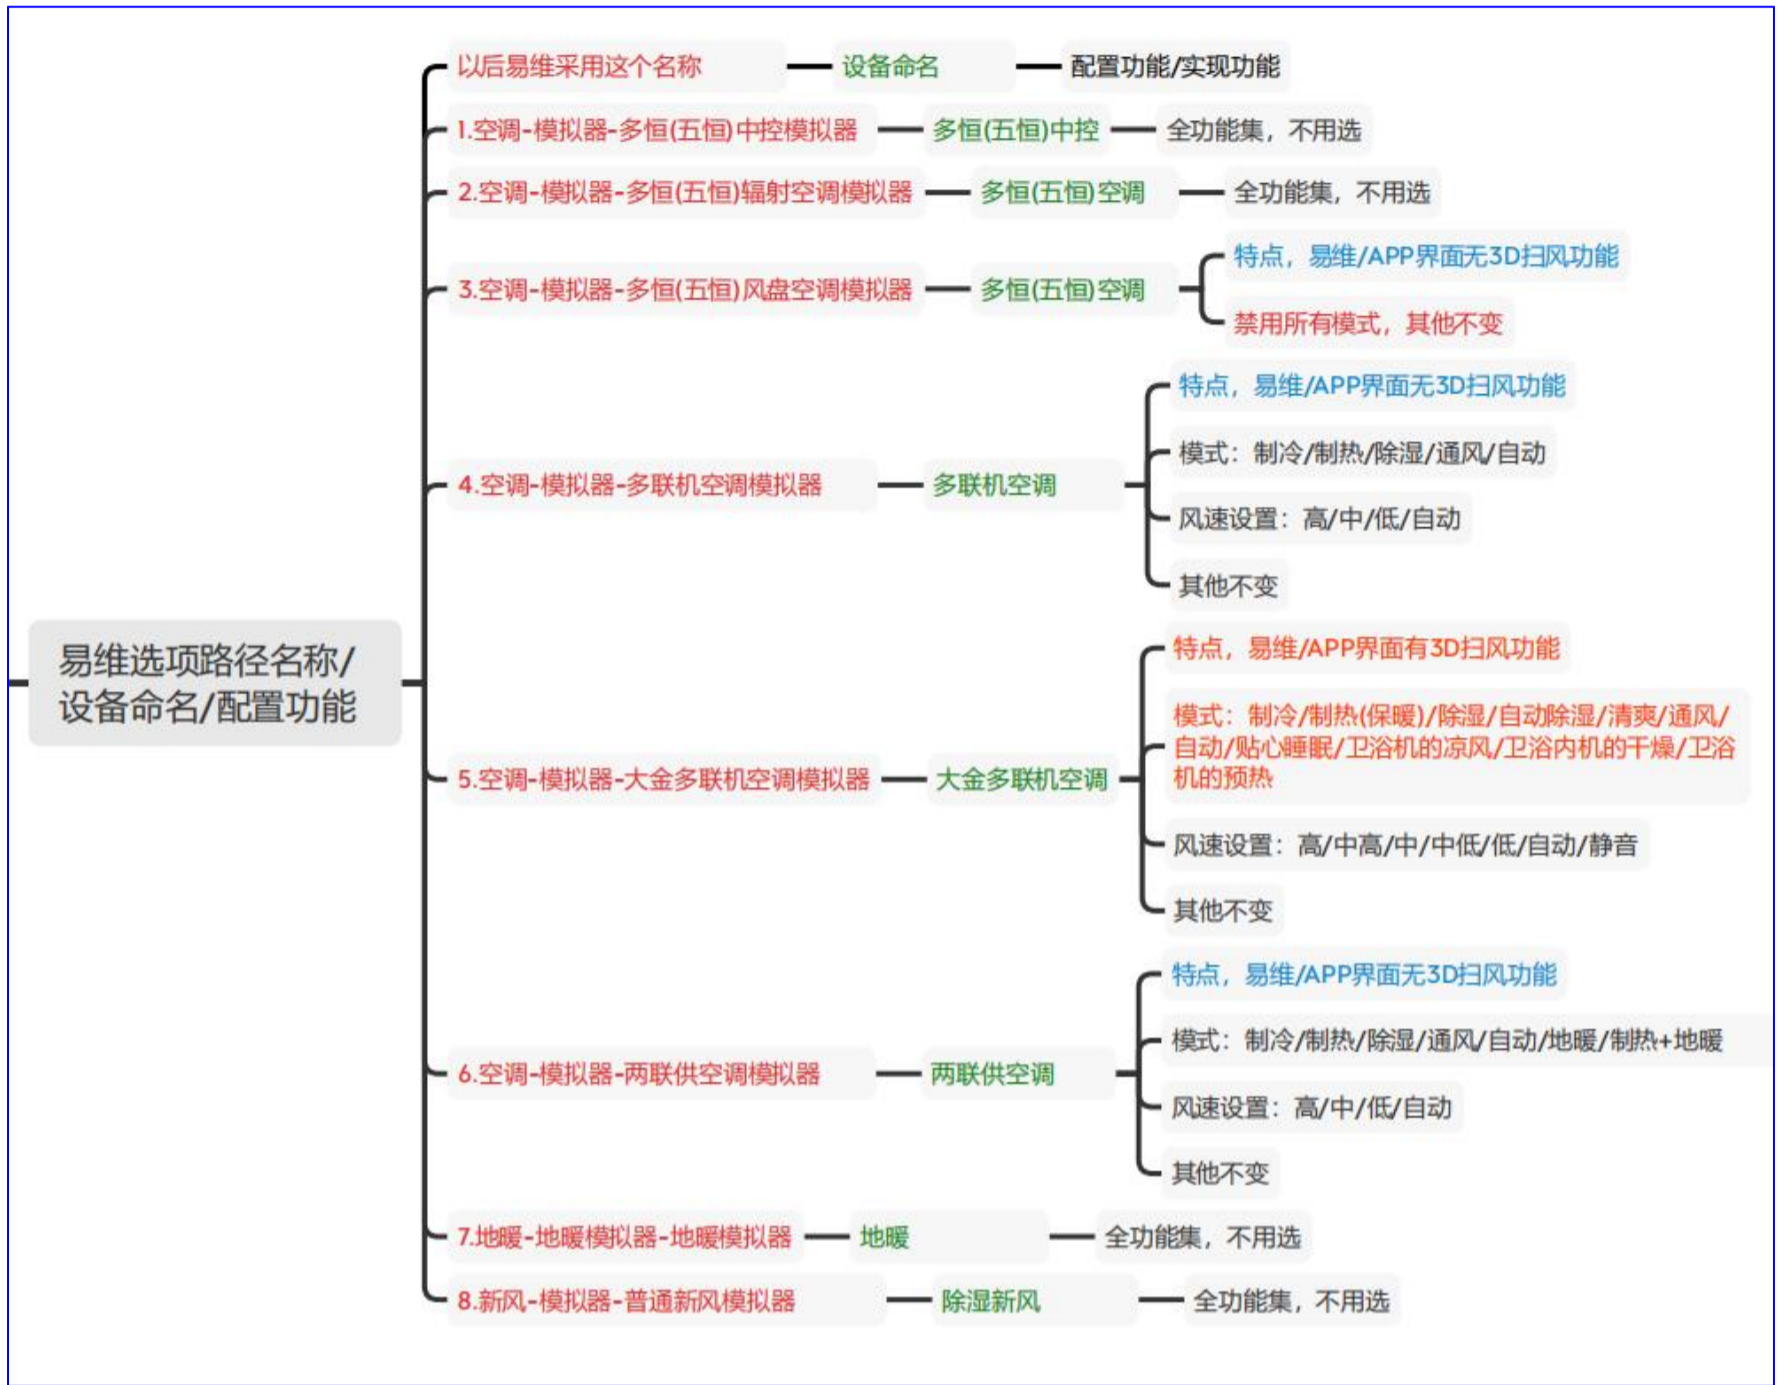 以后易维采用这个名称
设备命名
配置功能/实现功能
1.空调-模拟器-多恒(五恒)中控模拟器
多恒(五恒)中控
全功能集，不用选
2.空调-模拟器-多恒(五恒)辐射空调模拟器
多恒(五恒)空调
全功能集，不用选
3.空调-模拟器-多恒(五恒)风盘空调模拟器
多恒(五恒)空调
特点，易维/APP界面无3D扫风功能
禁用所有模式，其他不变
4.空调-模拟器-多联机空调模拟器
多联机空调
特点，易维/APP界面无3D扫风功能
模式：制冷/制热/除湿/通风/自动
风速设置：高/中/低/自动
其他不变
易维选项路径名称/
设备命名/配置功能
5.空调-模拟器-大金多联机空调模拟器
大金多联机空调
特点，易维/APP界面有3D扫风功能
模式：制冷/制热(保暖)/除湿/自动除湿/清爽/通风/
自动/贴心睡眠/卫浴机的凉风/卫浴内机的干燥/卫浴
机的预热
风速设置：高/中高/中/中低/低/自动/静音
其他不变
6.空调-模拟器-两联供空调模拟器
两联供空调
特点，易维/APP界面无3D扫风功能
模式：制冷/制热/除湿/通风/自动/地暖/制热+地暖
风速设置：高/中/低/自动
其他不变
7.地暖-地暖模拟器-地暖模拟器
地暖
全功能集，不用选
8.新风-模拟器-普通新风模拟器
除湿新风
全功能集，不用选